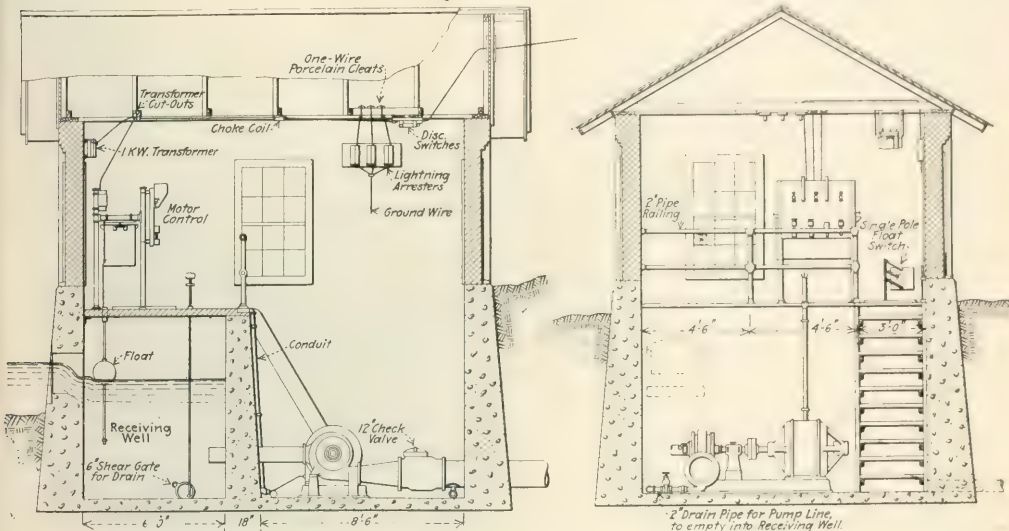 One-Wire
Porcelain Cleats
Transformer
Cut-Outs
Choke Coil
Disc.
Switches
1 KW. Transformer
Lightning
Arresters
Motor
Control
Ground Wire
Float
Conduit
Receiving
Well
12" Check
Valve
6" Shear Gate
for Drain
18"
8'-6"
2" Pipe
Railing
Single Pole
Float
Switch
4'-6"
4'-6"
3'-0"
2" Drain Pipe for Pump Line,
to empty into Receiving Well.